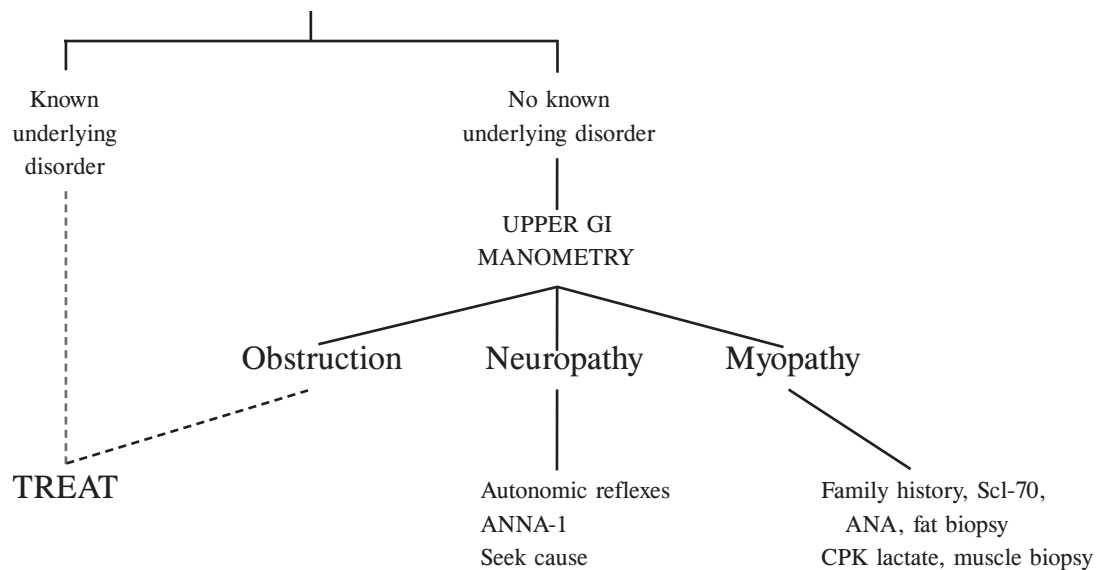 Known
underlying
disorder
No known
underlying disorder
UPPER GI
MANOMETRY
Obstruction
Neuropathy
Myopathy
TREAT
Autonomic reflexes
ANNA-1
Seek cause
Family history, Scl-70,
ANA, fat biopsy
CPK lactate, muscle biopsy